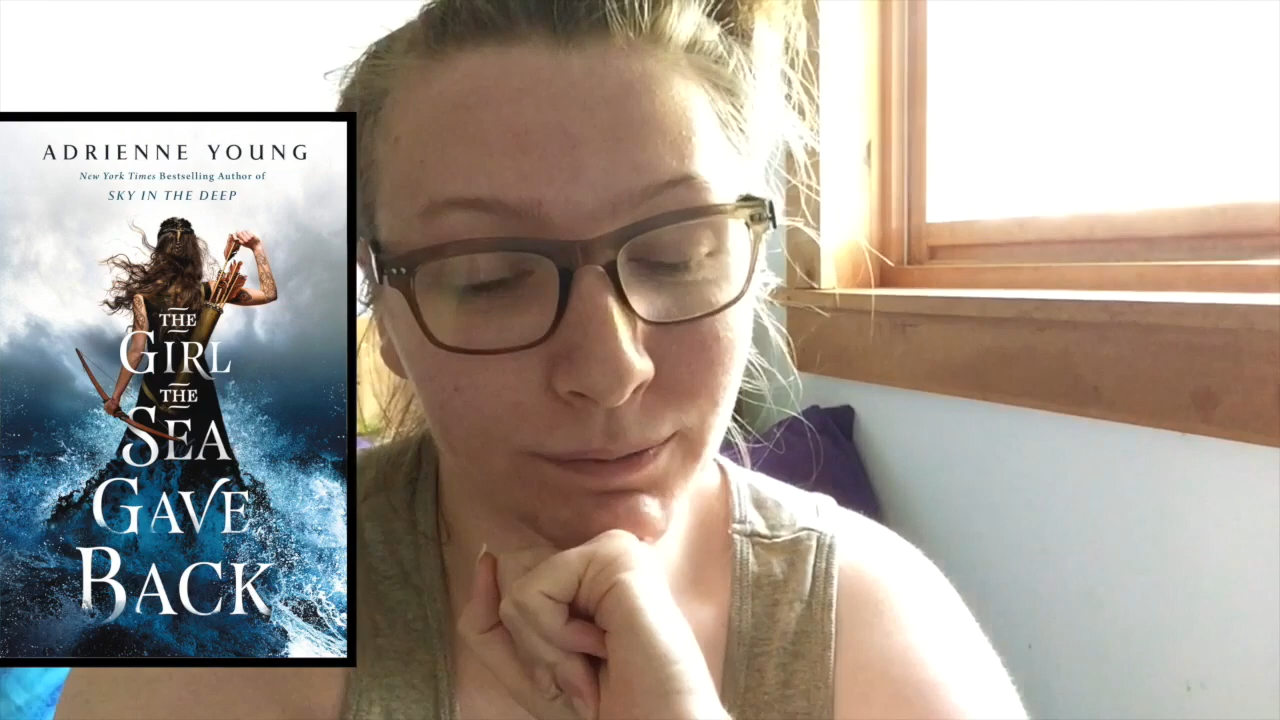 ADRIENNE YOUNG
New York Times Bestselling Author of
SKY IN THE DEEP
THE
GIRL
THE
SEA
GAVE
BACK